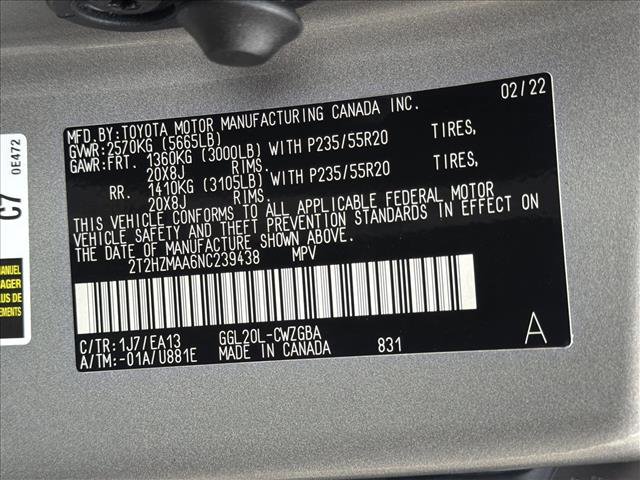 MFD.BY:TOYOTA MOTOR MANUFACTURING CANADA INC. 02/22
GVWR:2570KG (5665LB)
GAWR:FRT. 1360KG (3000LB) WITH P235/55R20 TIRES,
20X8J RIMS.
RR. 1410KG (3105LB) WITH P235/55R20 TIRES,
20X8J RIMS.
THIS VEHICLE CONFORMS TO ALL APPLICABLE FEDERAL MOTOR
VEHICLE SAFETY AND THEFT PREVENTION STANDARDS IN EFFECT ON
THE DATE OF MANUFACTURE SHOWN ABOVE.
2T2HZMAA6NC239438 MPV
C/TR:1J7/EA13 GGL20L-CWZGBA
A/TM:-01A/U881E MADE IN CANADA 831 A
C7
0E472
MANUEL